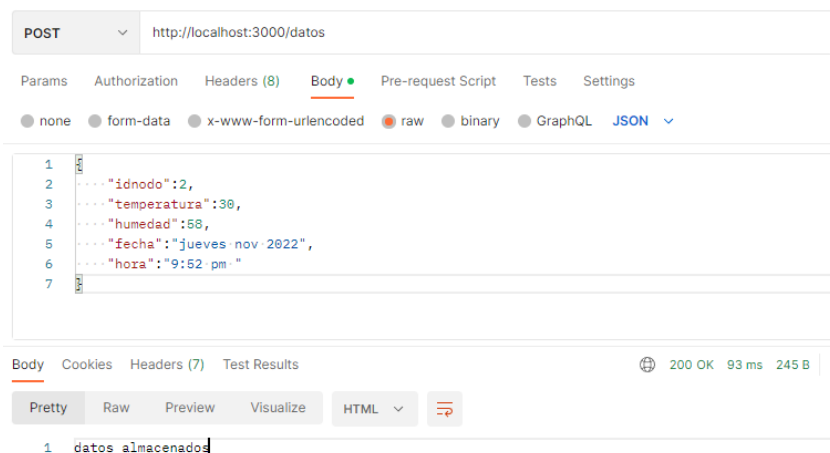 POST http://localhost:3000/datos
Params Authorization Headers (8) Body Pre-request Script Tests Settings
none form-data x-www-form-urlencoded raw binary GraphQL JSON
1 {
2 "idnodo":2,
3 "temperatura":30,
4 "humedad":58,
5 "fecha":"jueves nov 2022",
6 "hora":"9:52 pm "
7 }
Body Cookies Headers (7) Test Results 200 OK 93 ms 245 B
Pretty Raw Preview Visualize HTML
1 datos almacenados